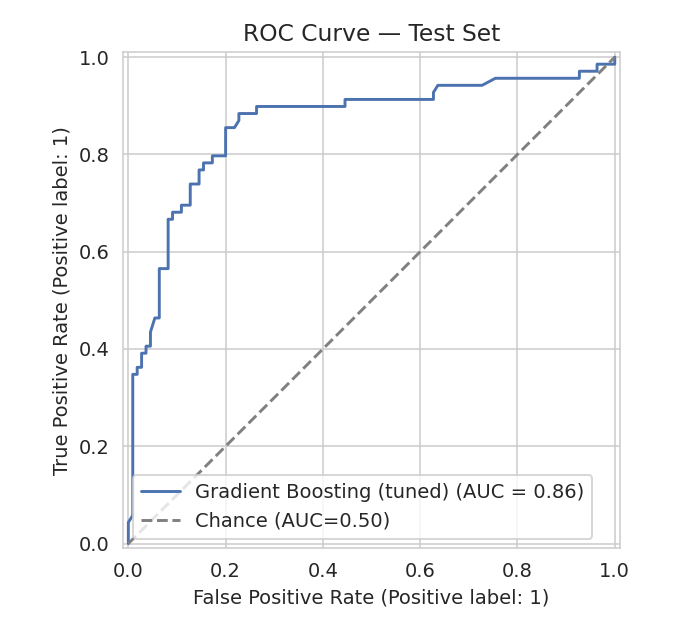 ROC Curve — Test Set
True Positive Rate (Positive label: 1)
1.0
0.8
0.6
0.4
0.2
0.0
Gradient Boosting (tuned) (AUC = 0.86)
Chance (AUC=0.50)
0.0 0.2 0.4 0.6 0.8 1.0
False Positive Rate (Positive label: 1)